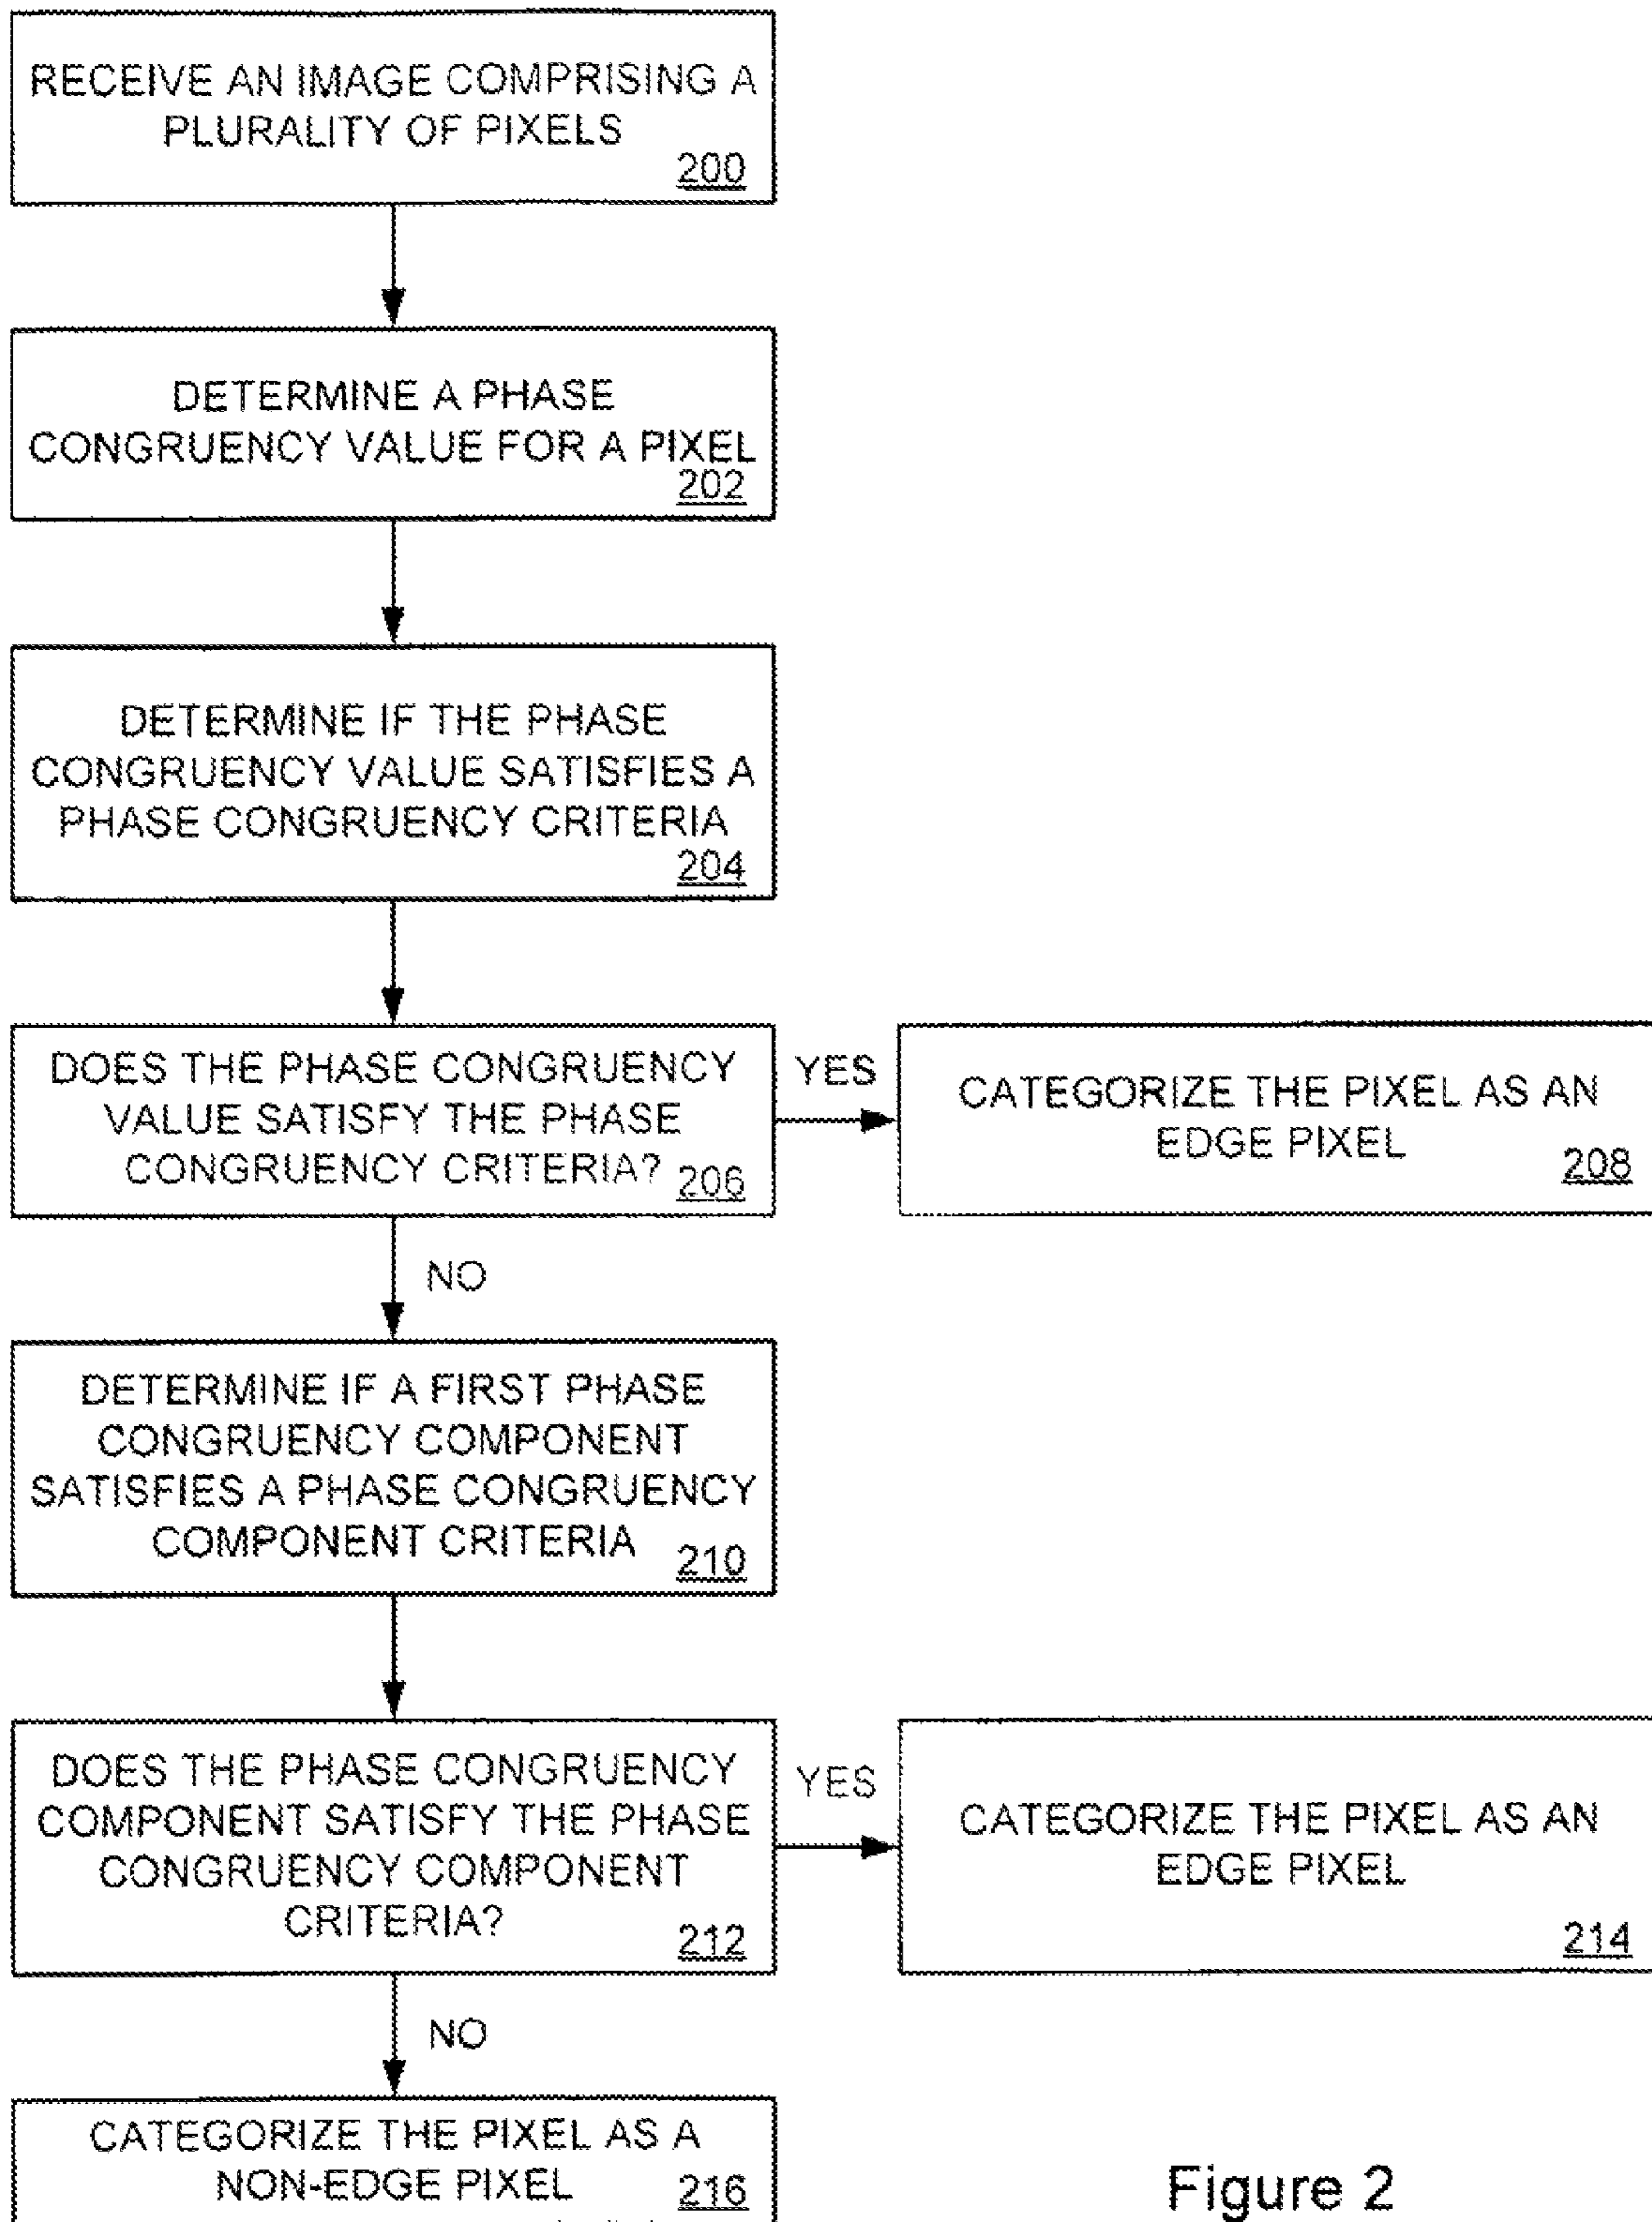 RECEIVE AN IMAGE COMPRISING A
PLURALITY OF PIXELS
200
DETERMINE A PHASE
CONGRUENCY VALUE FOR A PIXEL
202
DETERMINE IF THE PHASE
CONGRUENCY VALUE SATISFIES A
PHASE CONGRUENCY CRITERIA
204
DOES THE PHASE CONGRUENCY
VALUE SATISFY THE PHASE
CONGRUENCY CRITERIA?
206
YES
CATEGORIZE THE PIXEL AS AN
EDGE PIXEL
208
NO
DETERMINE IF A FIRST PHASE
CONGRUENCY COMPONENT
SATISFIES A PHASE CONGRUENCY
COMPONENT CRITERIA
210
DOES THE PHASE CONGRUENCY
COMPONENT SATISFY THE PHASE
CONGRUENCY COMPONENT
CRITERIA?
212
YES
CATEGORIZE THE PIXEL AS AN
EDGE PIXEL
214
NO
CATEGORIZE THE PIXEL AS A
NON-EDGE PIXEL
216
Figure 2